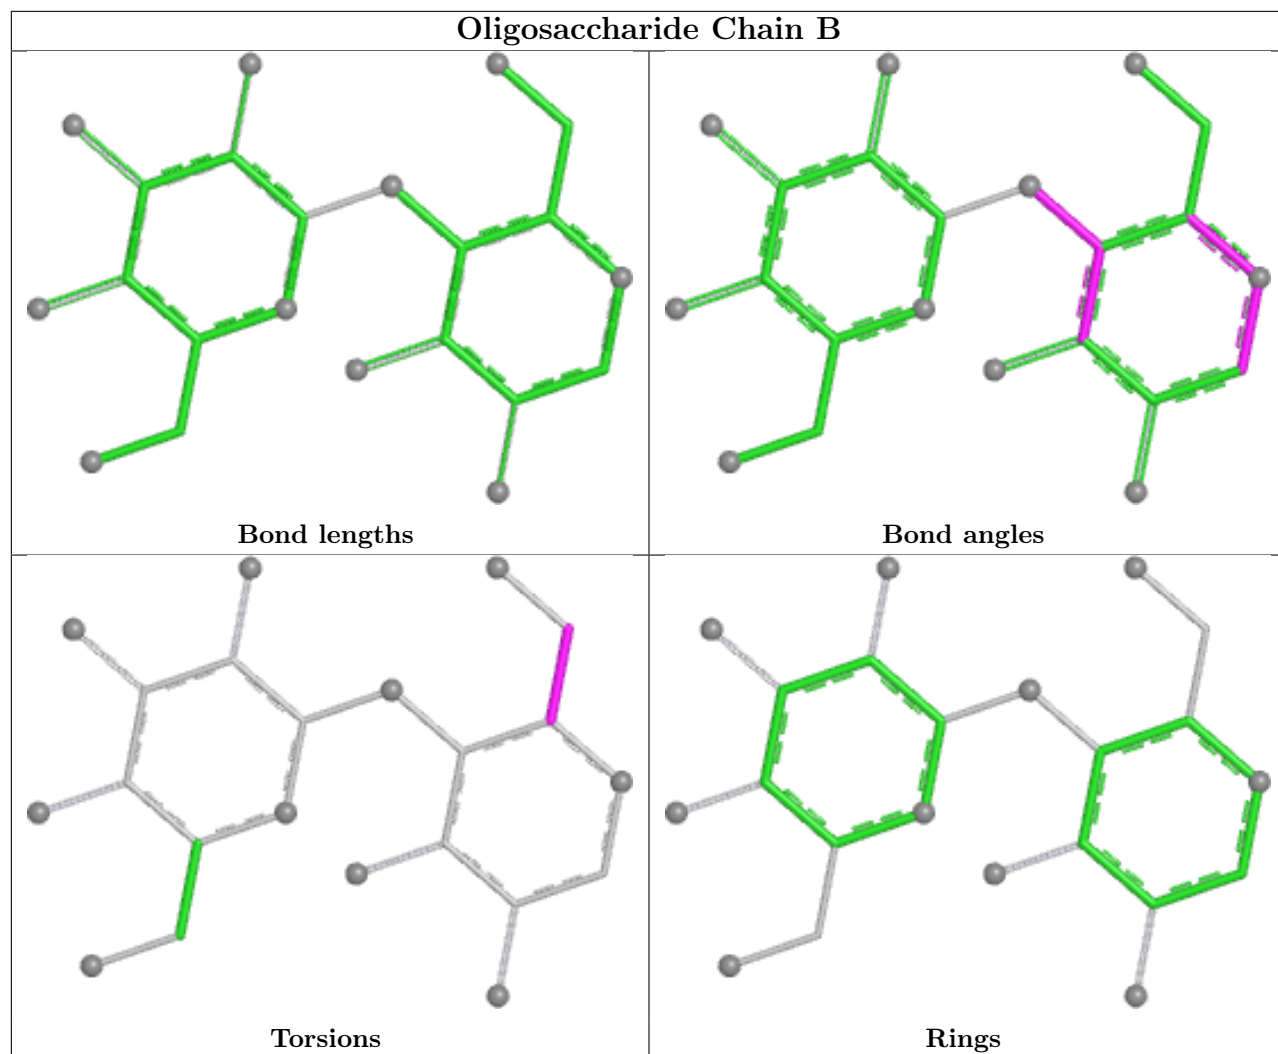 Oligosaccharide Chain B
Bond lengths
Bond angles
Torsions
Rings